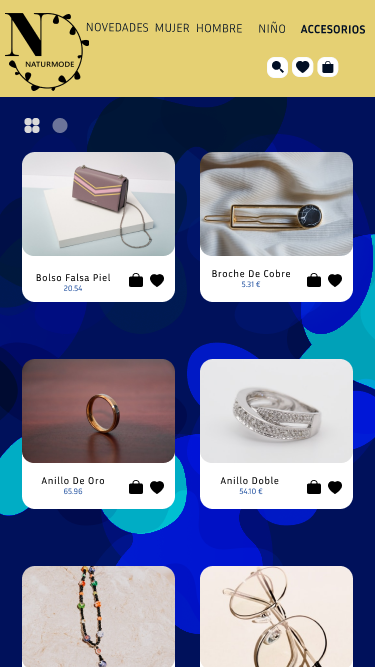 N
NATURMODE
NOVEDADES MUJER HOMBRE NIÑO ACCESORIOS
Bolso Falsa Piel
20.54
Broche De Cobre
5.31 €
Anillo De Oro
65.96
Anillo Doble
54.10 €